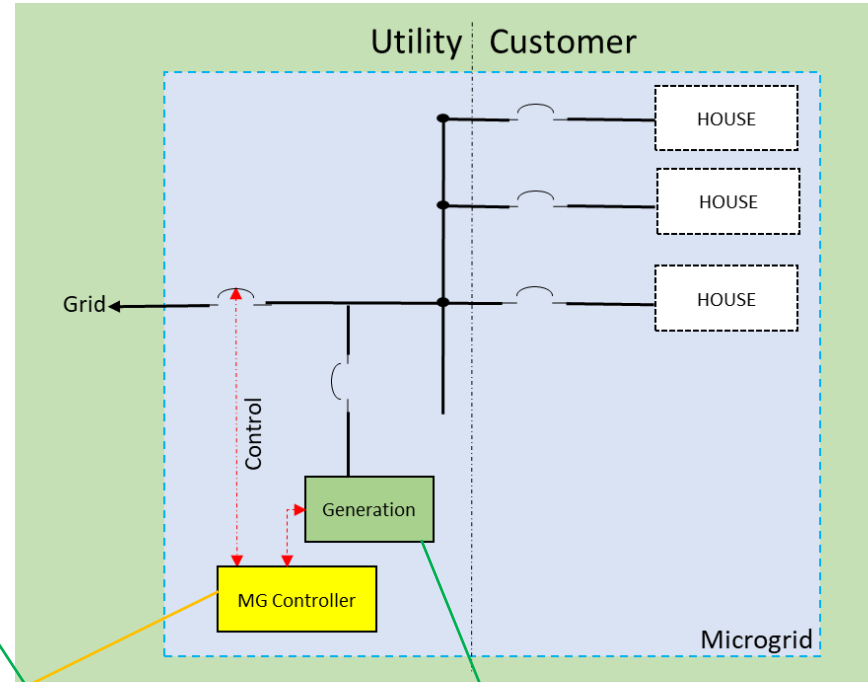 Utility Customer
HOUSE
HOUSE
HOUSE
Grid
Control
Generation
MG Controller
Microgrid